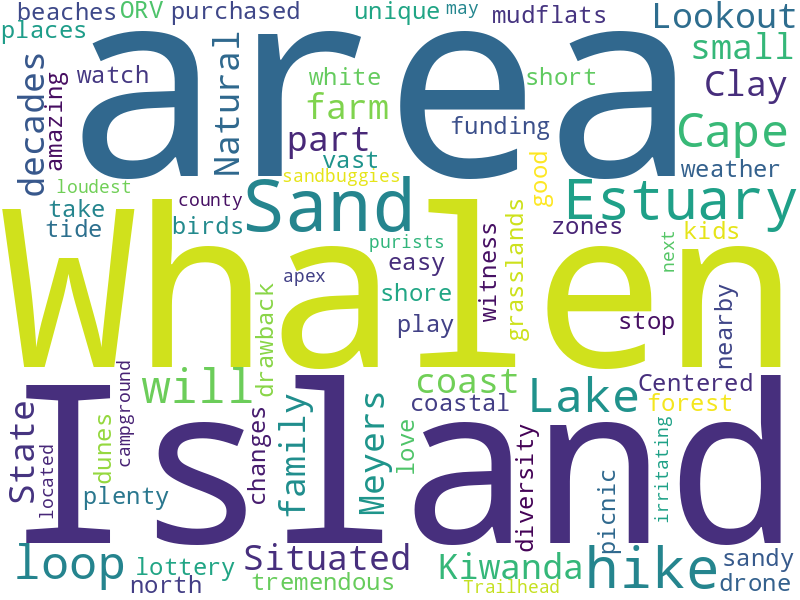 beaches ORV purchased unique may mudflats Lookout
places
area
decades amazing watch Natural white short small
farm Clay
part funding Cape
vast
loudest sandbuggies good weather
take county Sand Estuary
tide birds zones kids
Whalen
purists witness grasslands next
apex easy
shore
drawback play stop nearby
campground will coast Lake Centered
coastal forest
Island
State located dunes changes family Meyers love diversity picnic irritating
plenty
loop lottery Situated Kiwanda hike sandy
north tremendous trailhead drone